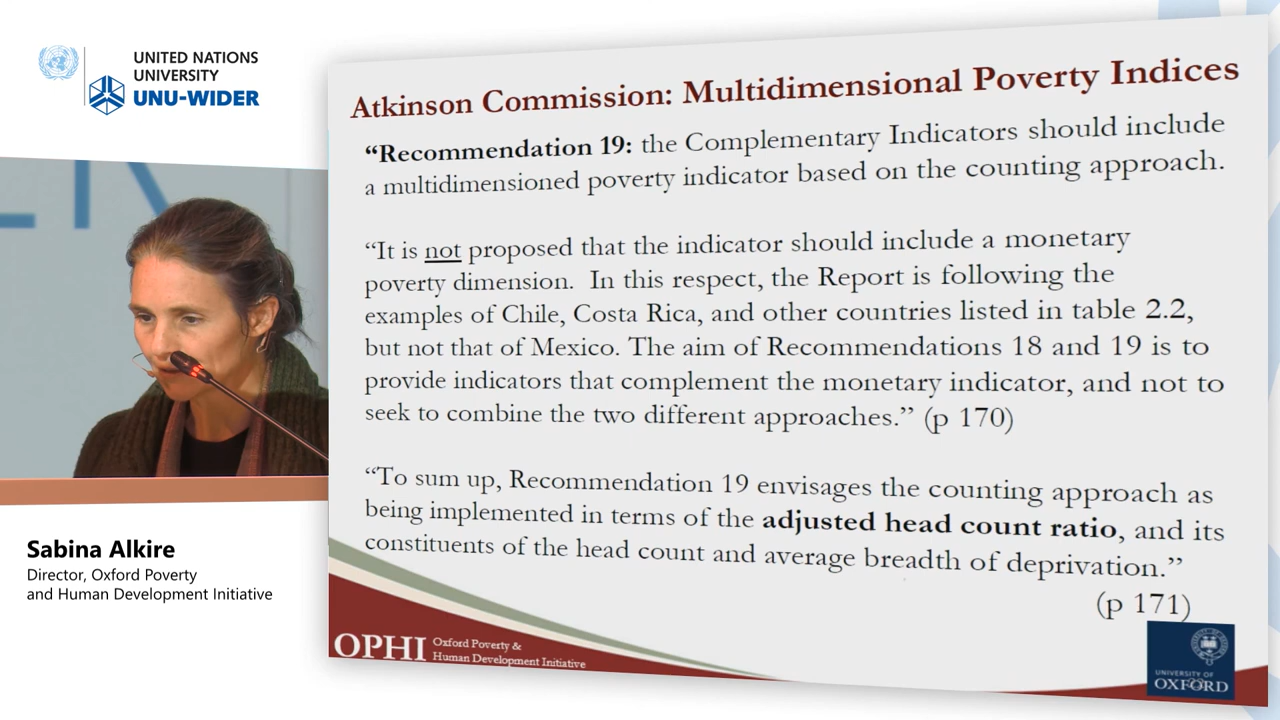 UNITED NATIONS
UNIVERSITY
UNU-WIDER
Atkinson Commission: Multidimensional Poverty Indices
“Recommendation 19: the Complementary Indicators should include
a multidimensioned poverty indicator based on the counting approach.
“It is not proposed that the indicator should include a monetary
poverty dimension. In this respect, the Report is following the
examples of Chile, Costa Rica, and other countries listed in table 2.2,
but not that of Mexico. The aim of Recommendations 18 and 19 is to
provide indicators that complement the monetary indicator, and not to
seek to combine the two different approaches.” (p 170)
“To sum up, Recommendation 19 envisages the counting approach as
being implemented in terms of the adjusted head count ratio, and its
constituents of the head count and average breadth of deprivation.”
(p 171)
Sabina Alkire
Director, Oxford Poverty
and Human Development Initiative
OPHI
Oxford Poverty &
Human Development Initiative
UNIVERSITY OF
OXFORD